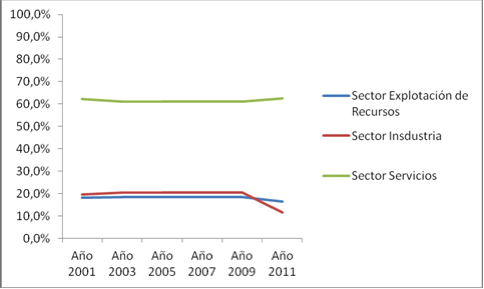 100,0%
90,0%
80,0%
70,0%
60,0%
50,0%
40,0%
30,0%
20,0%
10,0%
0,0%
Año Año Año Año Año Año
2001 2003 2005 2007 2009 2011
Sector Explotación de
Recursos
Sector Insdustria
Sector Servicios